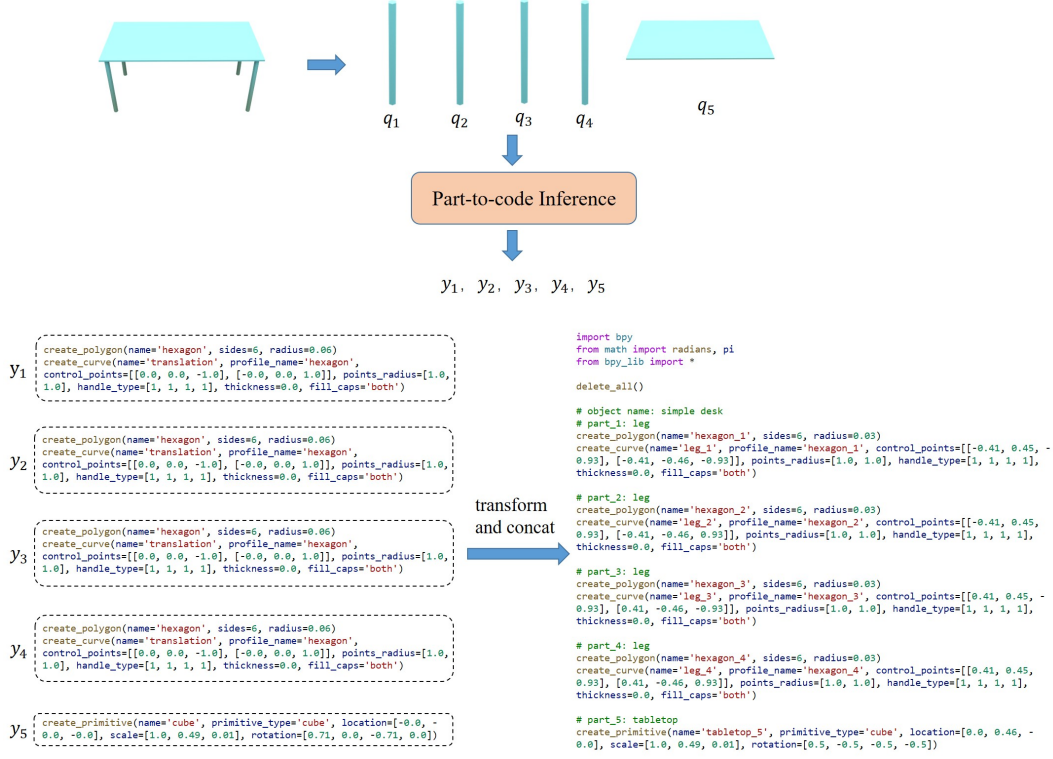 q1
q2
q3
q4
q5
Part-to-code Inference
y1, y2, y3, y4, y5
y1
create_polygon(name='hexagon', sides=6, radius=0.06)
create_curve(name='translation', profile_name='hexagon',
control_points=[[0.0, 0.0, -1.0], [-0.0, 0.0, 1.0]], points_radius=[1.0,
1.0], handle_type=[1, 1, 1, 1], thickness=0.0, fill_caps='both')
y2
create_polygon(name='hexagon', sides=6, radius=0.06)
create_curve(name='translation', profile_name='hexagon',
control_points=[[0.0, 0.0, -1.0], [-0.0, 0.0, 1.0]], points_radius=[1.0,
1.0], handle_type=[1, 1, 1, 1], thickness=0.0, fill_caps='both')
y3
create_polygon(name='hexagon', sides=6, radius=0.06)
create_curve(name='translation', profile_name='hexagon',
control_points=[[0.0, 0.0, -1.0], [-0.0, 0.0, 1.0]], points_radius=[1.0,
1.0], handle_type=[1, 1, 1, 1], thickness=0.0, fill_caps='both')
y4
create_polygon(name='hexagon', sides=6, radius=0.06)
create_curve(name='translation', profile_name='hexagon',
control_points=[[0.0, 0.0, -1.0], [-0.0, 0.0, 1.0]], points_radius=[1.0,
1.0], handle_type=[1, 1, 1, 1], thickness=0.0, fill_caps='both')
y5
create_primitive(name='cube', primitive_type='cube', location=[-0.0, -
0.0, -0.0], scale=[1.0, 0.49, 0.01], rotation=[0.71, 0.0, -0.71, 0.0])
transform
and concat
import bpy
from math import radians, pi
from bpy_lib import *
delete_all()
# object name: simple desk
# part_1: leg
create_polygon(name='hexagon_1', sides=6, radius=0.03)
create_curve(name='leg_1', profile_name='hexagon_1', control_points=[[-0.41, 0.45, -
0.93], [-0.41, -0.46, -0.93]], points_radius=[1.0, 1.0], handle_type=[1, 1, 1, 1],
thickness=0.0, fill_caps='both')
# part_2: leg
create_polygon(name='hexagon_2', sides=6, radius=0.03)
create_curve(name='leg_2', profile_name='hexagon_2', control_points=[[-0.41, 0.45,
0.93], [-0.41, -0.46, 0.93]], points_radius=[1.0, 1.0], handle_type=[1, 1, 1, 1],
thickness=0.0, fill_caps='both')
# part_3: leg
create_polygon(name='hexagon_3', sides=6, radius=0.03)
create_curve(name='leg_3', profile_name='hexagon_3', control_points=[[0.41, 0.45, -
0.93], [0.41, -0.46, -0.93]], points_radius=[1.0, 1.0], handle_type=[1, 1, 1, 1],
thickness=0.0, fill_caps='both')
# part_4: leg
create_polygon(name='hexagon_4', sides=6, radius=0.03)
create_curve(name='leg_4', profile_name='hexagon_4', control_points=[[0.41, 0.45,
0.93], [0.41, -0.46, 0.93]], points_radius=[1.0, 1.0], handle_type=[1, 1, 1, 1],
thickness=0.0, fill_caps='both')
# part_5: tabletop
create_primitive(name='tabletop_5', primitive_type='cube', location=[0.0, 0.46, -
0.0], scale=[1.0, 0.49, 0.01], rotation=[0.5, -0.5, -0.5, -0.5])